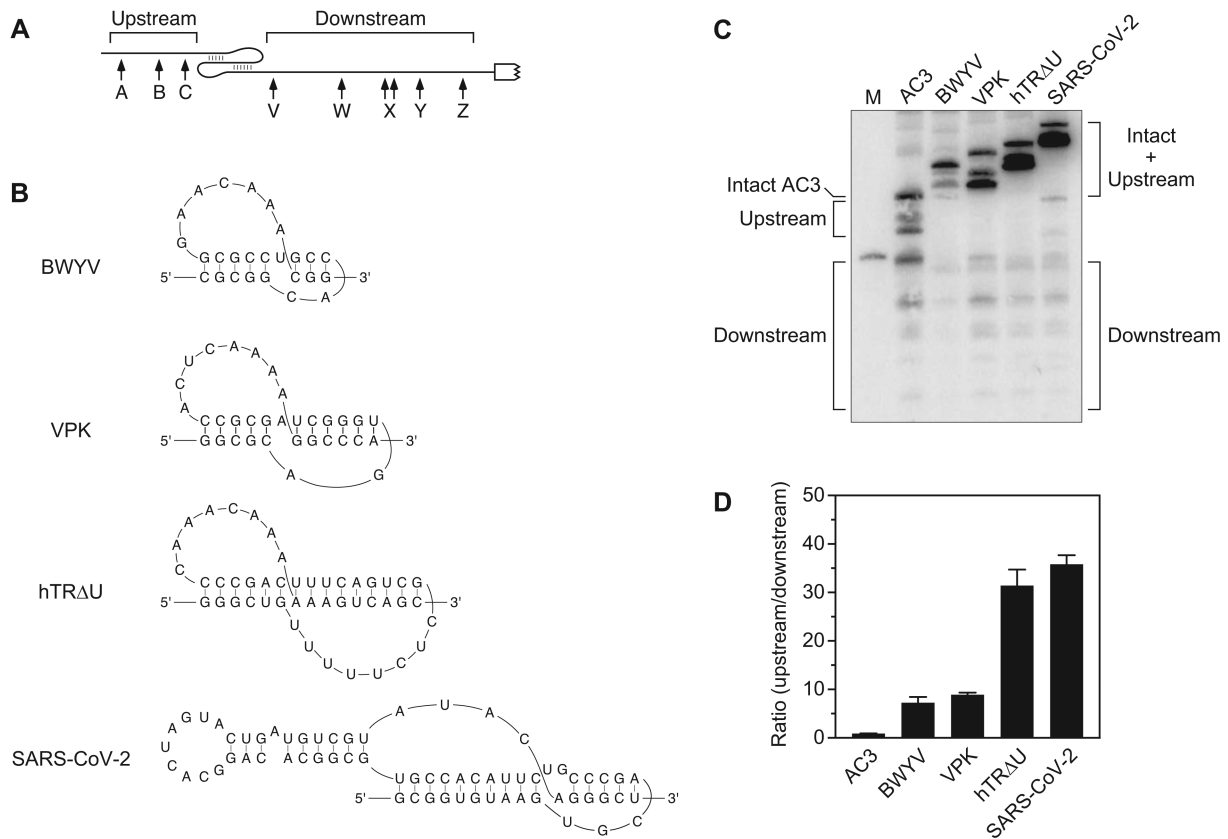 A
Upstream
Downstream
A
B
C
V
W
X
Y
Z
B
BWYV
G A A C A A A A
G C G C C U G C C
5' C G C G G C G G 3'
C A
VPK
A C U C A A A A
C C G C G A U C G G G U
5' G G C G C G G C C C A 3'
A G
hTRΔU
C A A A C A A A
C C C G A C U U U C A G U C G
5' G G G C U G A A A G U C A G C 3'
U U U U U C U C
SARS-CoV-2
A U A C
G U A C U G A U G U C G U
A U C A C G G A C A C G G C G
U G C C A C A U U C U G C C C G A
5' G C G G U G U A A G A G G G C U 3'
U G C
C
M
AC3
BWYV
VPK
hTRΔU
SARS-CoV-2
Intact AC3
Upstream
Downstream
Intact
+
Upstream
Downstream
D
Ratio (upstream/downstream)
50
40
30
20
10
0
AC3
BWYV
VPK
hTRΔU
SARS-CoV-2